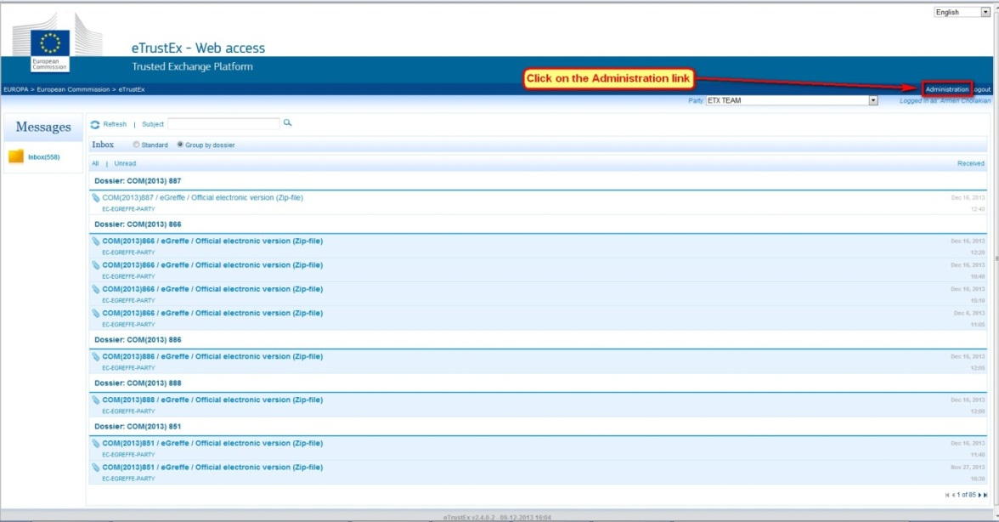 English
European
Commission
eTrustEx - Web access
Trusted Exchange Platform
Click on the Administration link
EUROPA > European Commmission > eTrustEx
Administration Logout
Party ETX TEAM
Logged in as Armen Cholakian
Messages
Inbox(558)
Refresh | Subject
Inbox Standard Group by dossier
All | Unread Received
Dossier: COM(2013) 887
COM(2013)887 / eGreffe / Official electronic version (Zip-file) Dec 16, 2013
EC-EGREFFE-PARTY 12:40
Dossier: COM(2013) 866
COM(2013)866 / eGreffe / Official electronic version (Zip-file) Dec 16, 2013
EC-EGREFFE-PARTY 12:20
COM(2013)866 / eGreffe / Official electronic version (Zip-file) Dec 16, 2013
EC-EGREFFE-PARTY 10:40
COM(2013)866 / eGreffe / Official electronic version (Zip-file) Dec 16, 2013
EC-EGREFFE-PARTY 10:10
COM(2013)866 / eGreffe / Official electronic version (Zip-file) Dec 6, 2013
EC-EGREFFE-PARTY 11:05
Dossier: COM(2013) 886
COM(2013)886 / eGreffe / Official electronic version (Zip-file) Dec 16, 2013
EC-EGREFFE-PARTY 12:05
Dossier: COM(2013) 888
COM(2013)888 / eGreffe / Official electronic version (Zip-file) Dec 16, 2013
EC-EGREFFE-PARTY 12:00
Dossier: COM(2013) 851
COM(2013)851 / eGreffe / Official electronic version (Zip-file) Dec 16, 2013
EC-EGREFFE-PARTY 11:40
COM(2013)851 / eGreffe / Official electronic version (Zip-file) Nov 27, 2013
EC-EGREFFE-PARTY 16:30
1 of 85
eTrustEx v2.4.0.2 - 09-12-2013 16:04